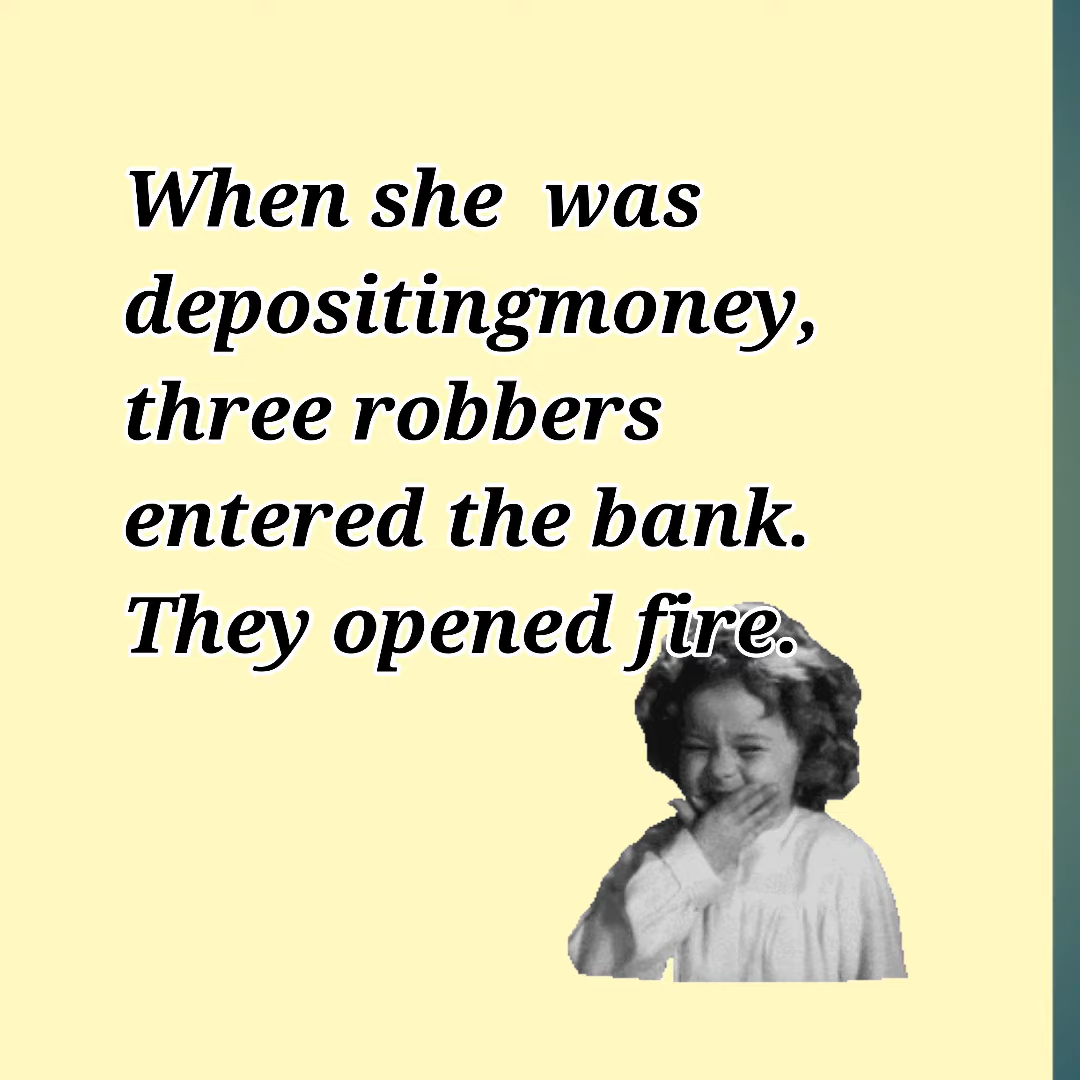 When she  was
depositingmoney,
three robbers
entered the bank.
They opened fire.